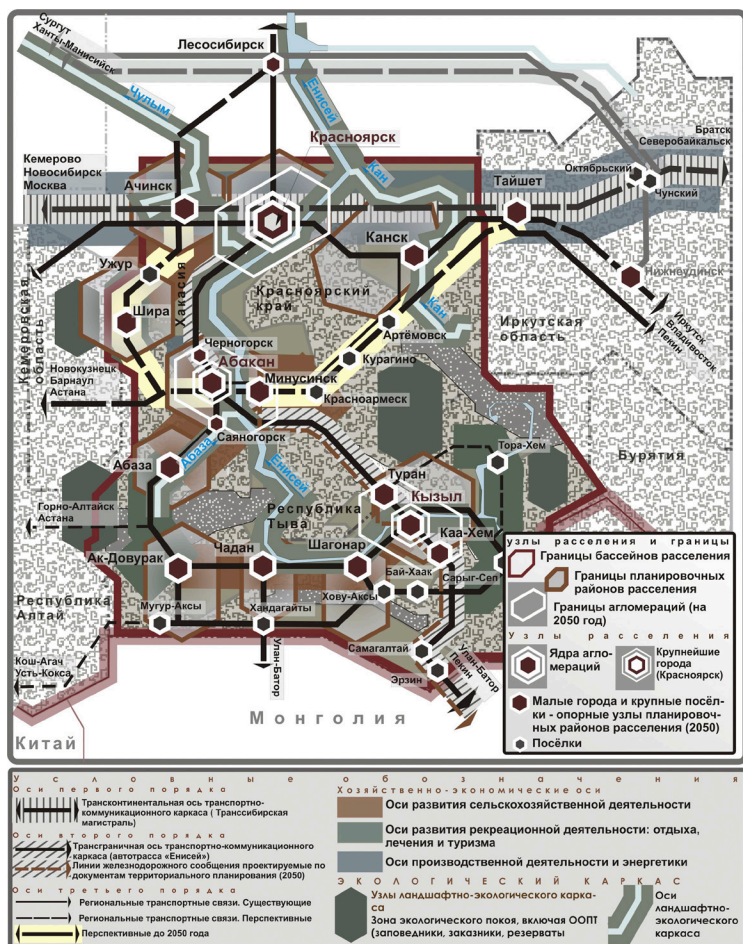 Сургут
Ханты-Манисийск
Лесосибирск
Чулым
Енисей
Красноярск
Кан
Братск
Северобайкальск
Кемерово
Новосибирск
Москва
Ачинск
Тайшет
Октябрьский
Чунский
Канск
Ужур
Нижнеудинск
Хакасия
Красноярский
край
Кан
Шира
Кемеровская
область
Иркутская
область
Иркутск
Владивосток
Пекин
Артёмовск
Черногорск
Курагино
Абакан
Новокузнецк
Барнаул
Астана
Минусинск
Красноармеск
Саяногорск
Абаза
Абаза
Енисей
Тора-Хем
Бурятия
Туран
Кызыл
Горно-Алтайск
Астана
Республика
Тыва
Каа-Хем
Ак-Довурак
Чадан
Шагонар
Бай-Хаак
Сарыг-Сеп
Хову-Аксы
Мугур-Аксы
Хандагайты
Республика
Алтай
Улан-Батор
Самагалтай
Эрзин
Улан-Батор
Пекин
Кош-Агач
Усть-Кокса
Монголия
Китай
узлы расселения и границы
Границы бассейнов расселения
Границы планировочных
районов расселения
Границы агломераций (на
2050 год)
Узлы расселения
Ядра агло-
мераций
Крупнейшие
города
(Красноярск)
Малые города и крупные посёл-
ки - опорные узлы планировоч-
ных районов расселения (2050)
Посёлки
Условные обозначения
Оси первого порядка
Трансконтинентальная ось транспортно-
коммуникационного каркаса ( Транссибирская
магистраль)
Оси второго порядка
Трансграничная ось транспортно-коммуникационного
каркаса (автотрасса «Енисей»)
Линии железнодорожного сообщения проектируемые по
документам территориального планирования (2050)
Оси третьего порядка
Региональные транспортные связи. Существующие
Региональные транспортные связи. Перспективные
Перспективные до 2050 года
Хозяйственно-экономические оси
Оси развития сельскохозяйственной деятельности
Оси развития рекреационной деятельности: отдыха,
лечения и туризма
Оси производственной деятельности и энергетики
ЭКОЛОГИЧЕСКИЙ КАРКАС
Узлы ландшафтно-экологического карка-
са
Зона экологического покоя, включая ООПТ
(заповедники, заказники, резерваты
Оси
ландшафтно-
экологического
каркаса